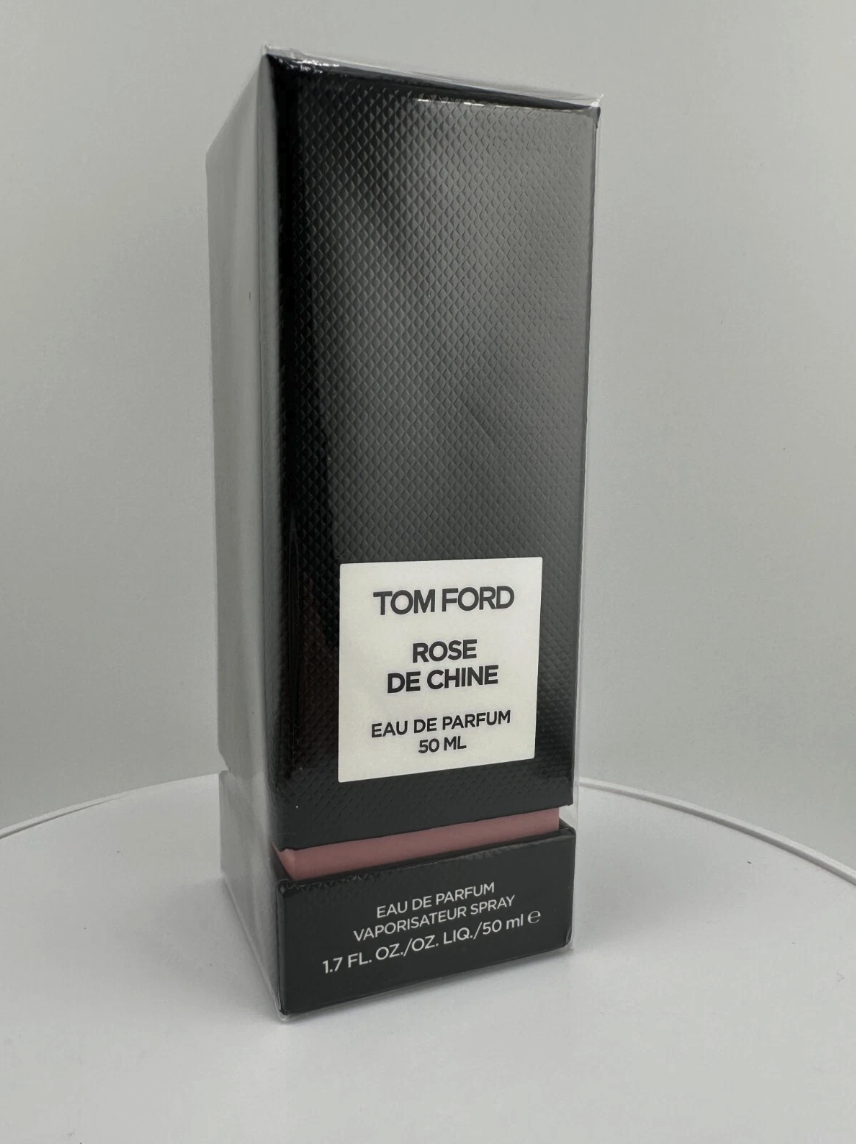 TOM FORD
ROSE
DE CHINE
EAU DE PARFUM
50 ML
EAU DE PARFUM
VAPORISATEUR SPRAY
1.7 FL. OZ./OZ. LIQ./50 ml ℮